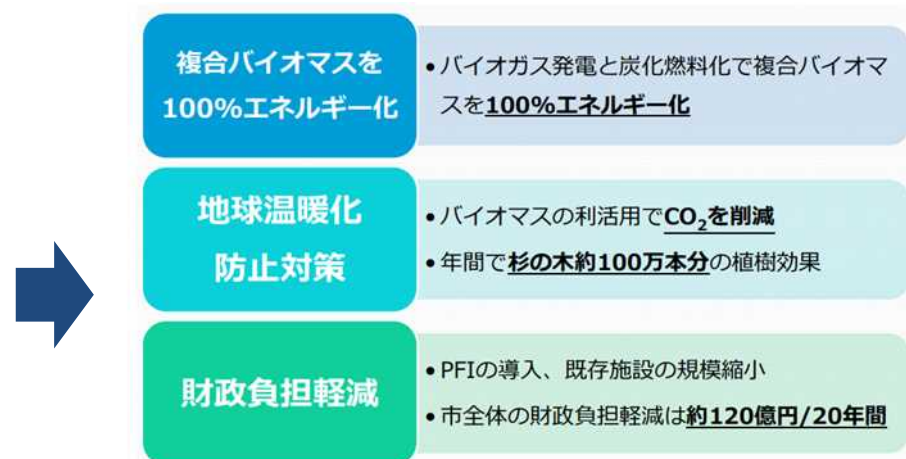 複合バイオマスを
100%エネルギー化
•バイオガス発電と炭化燃料化で複合バイオマ
スを100%エネルギー化
地球温暖化
防止対策
•バイオマスの利活用でCO₂を削減
•年間で杉の木約100万本分の植樹効果
財政負担軽減
•PFIの導入、既存施設の規模縮小
•市全体の財政負担軽減は約120億円/20年間